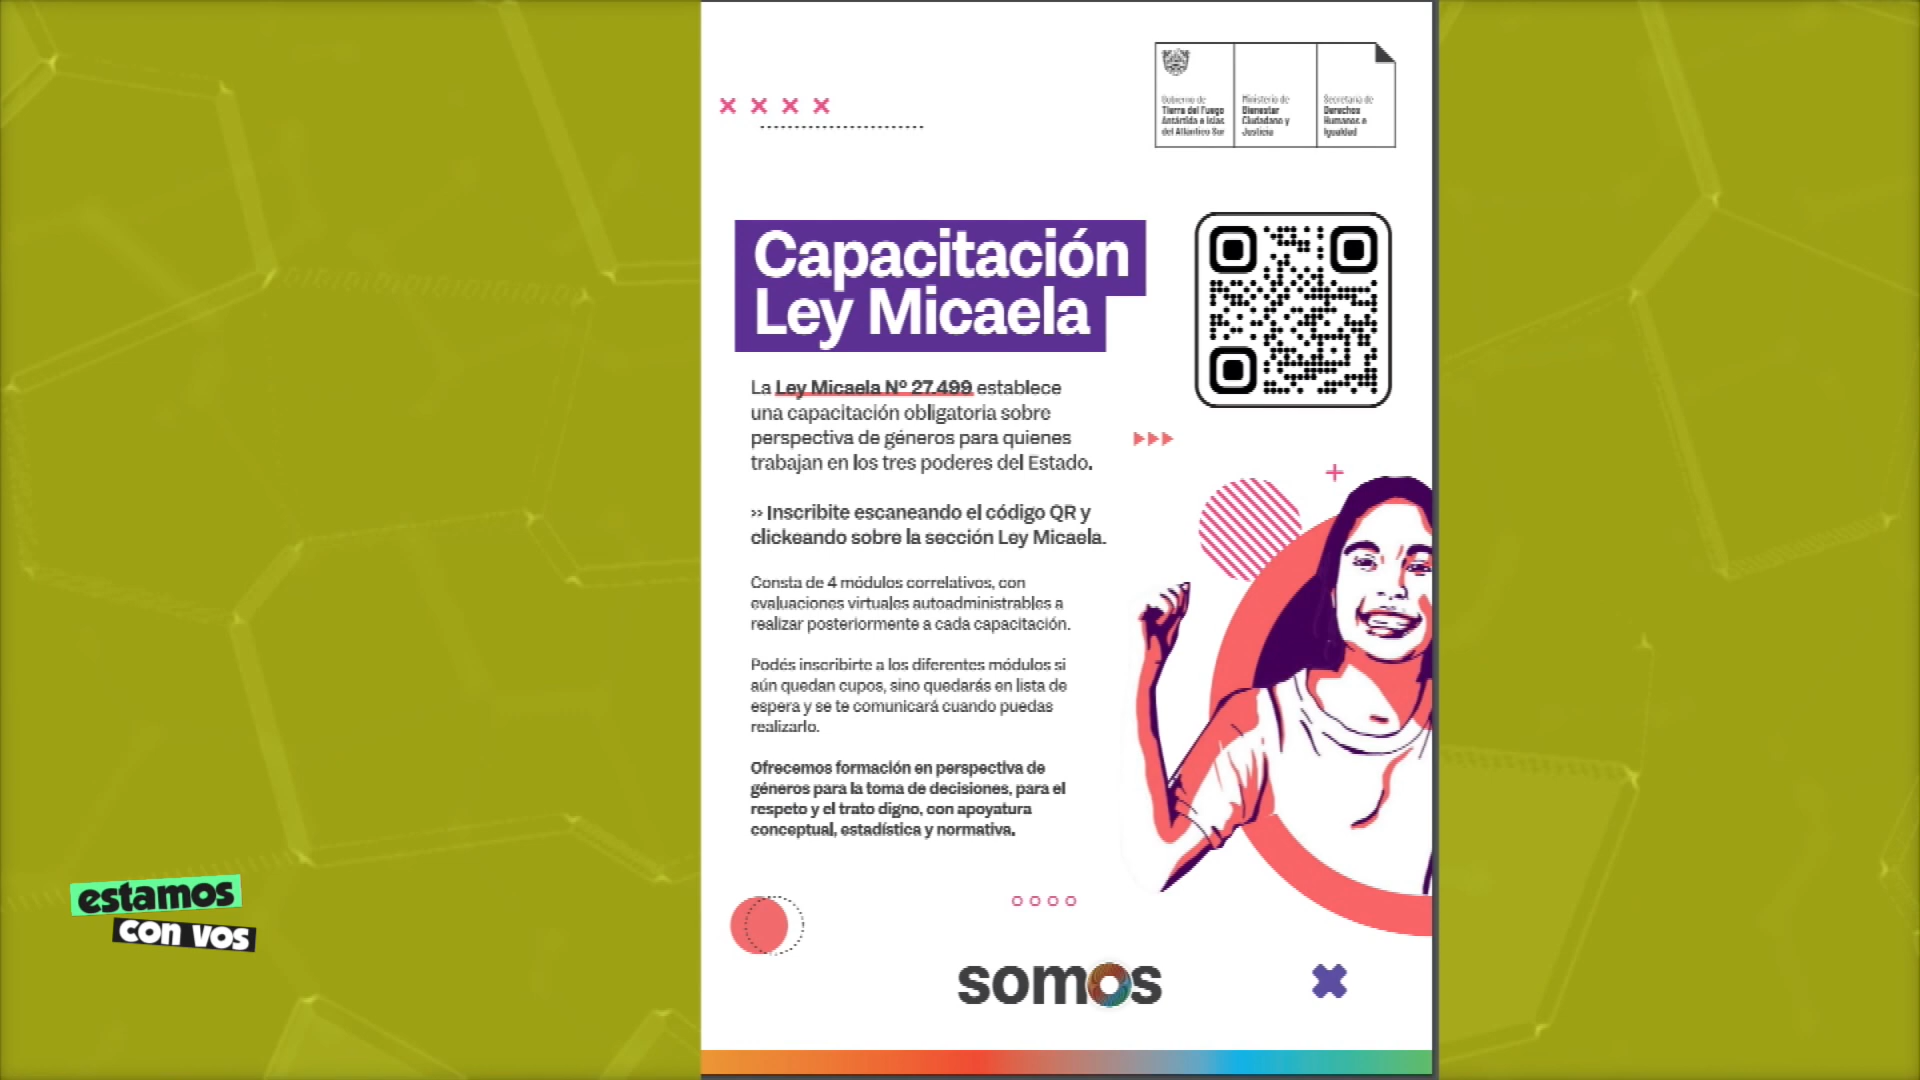 Gobierno de
Tierra del Fuego
Antártida e Islas
del Atlántico Sur
Ministerio de
Bienestar
Ciudadano y
Justicia
Secretaría de
Derechos
Humanos e
Igualdad
Capacitación
Ley Micaela
La Ley Micaela Nº 27.499 establece
una capacitación obligatoria sobre
perspectiva de géneros para quienes
trabajan en los tres poderes del Estado.
›› Inscribite escaneando el código QR y
clickeando sobre la sección Ley Micaela.
Consta de 4 módulos correlativos, con
evaluaciones virtuales autoadministrables a
realizar posteriormente a cada capacitación.
Podés inscribirte a los diferentes módulos si
aún quedan cupos, sino quedarás en lista de
espera y se te comunicará cuando puedas
realizarlo.
Ofrecemos formación en perspectiva de
géneros para la toma de decisiones, para el
respeto y el trato digno, con apoyatura
conceptual, estadística y normativa.
estamos
con vos
somos